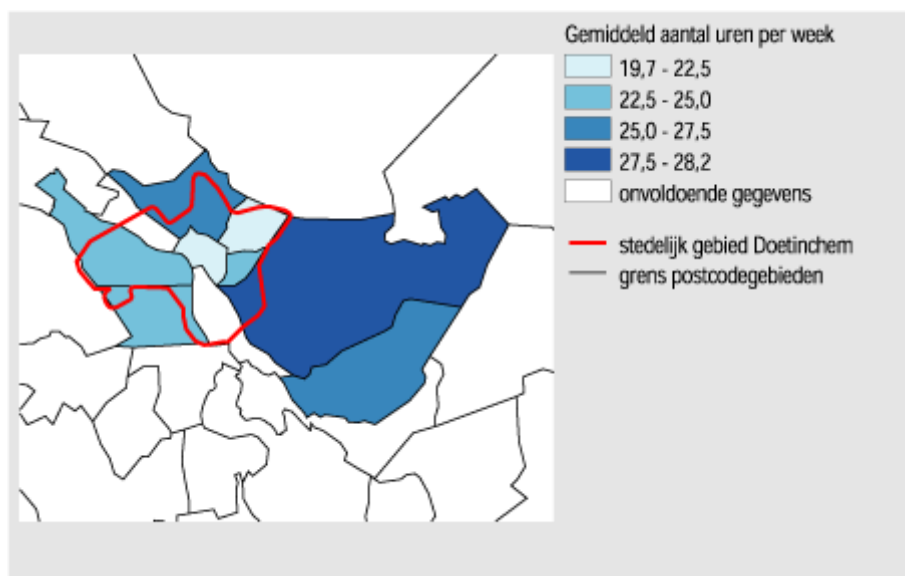 Gemiddeld aantal uren per week
19,7 - 22,5
22,5 - 25,0
25,0 - 27,5
27,5 - 28,2
onvoldoende gegevens
stedelijk gebied Doetinchem
grens postcodegebieden